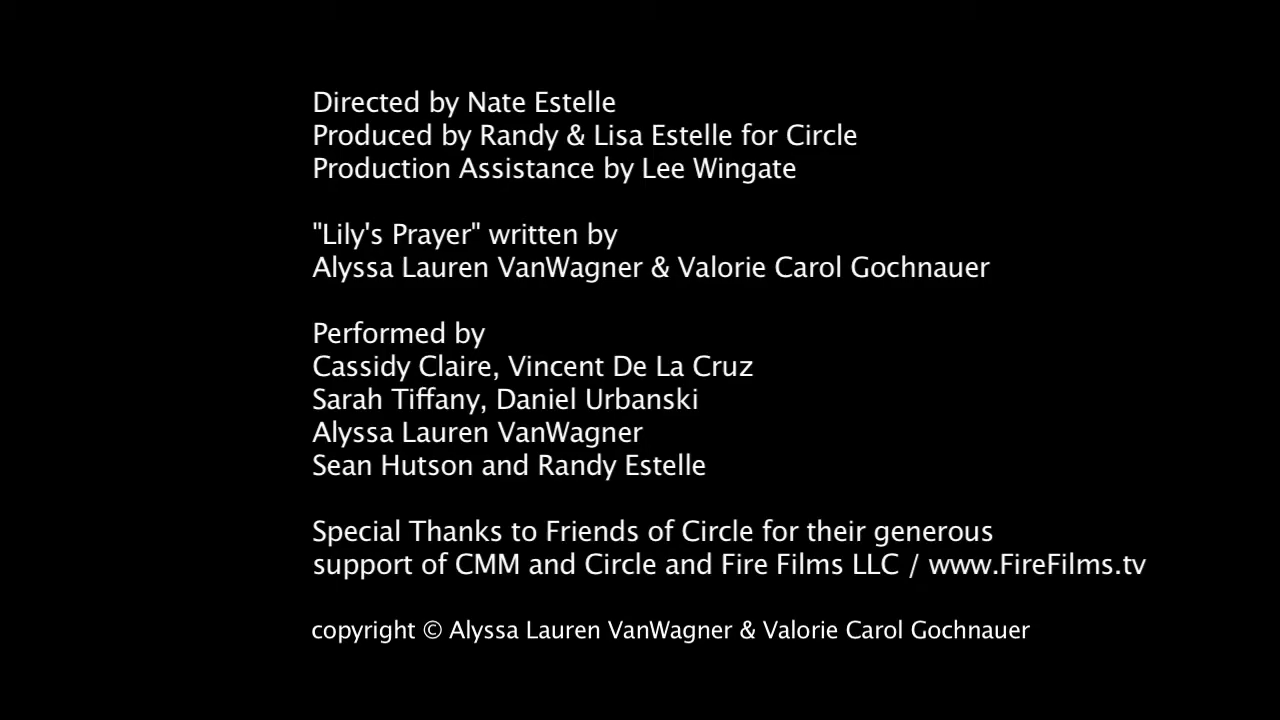 Directed by Nate Estelle
Produced by Randy & Lisa Estelle for Circle
Production Assistance by Lee Wingate
"Lily's Prayer" written by
Alyssa Lauren VanWagner & Valorie Carol Gochnauer
Performed by
Cassidy Claire, Vincent De La Cruz
Sarah Tiffany, Daniel Urbanski
Alyssa Lauren VanWagner
Sean Hutson and Randy Estelle
Special Thanks to Friends of Circle for their generous
support of CMM and Circle and Fire Films LLC / www.FireFilms.tv
copyright © Alyssa Lauren VanWagner & Valorie Carol Gochnauer